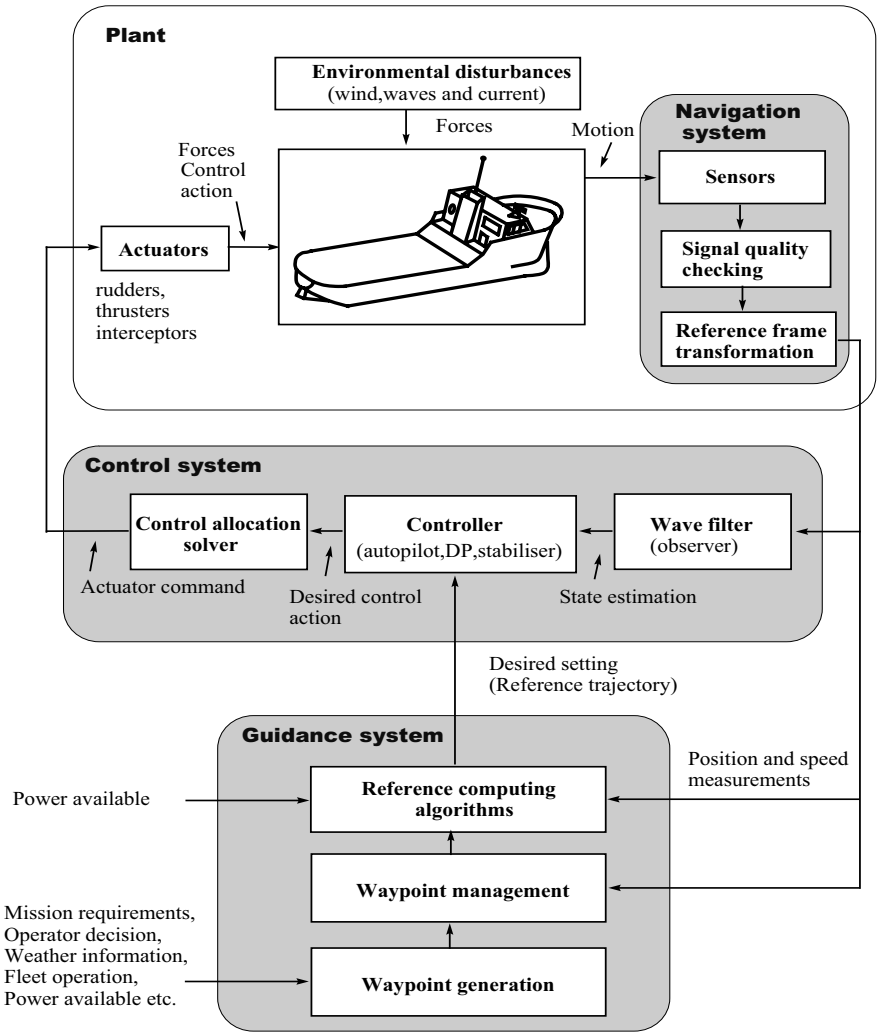 Plant
Environmental disturbances
(wind,waves and current)
Forces
Motion
Navigation
system
Sensors
Signal quality
checking
Reference frame
transformation
Forces
Control
action
Actuators
rudders,
thrusters
interceptors
Control system
Control allocation
solver
Controller
(autopilot,DP,stabiliser)
Wave filter
(observer)
Actuator command
Desired control
action
State estimation
Desired setting
(Reference trajectory)
Guidance system
Position and speed
measurements
Power available
Reference computing
algorithms
Waypoint management
Mission requirements,
Operator decision,
Weather information,
Fleet operation,
Power available etc.
Waypoint generation